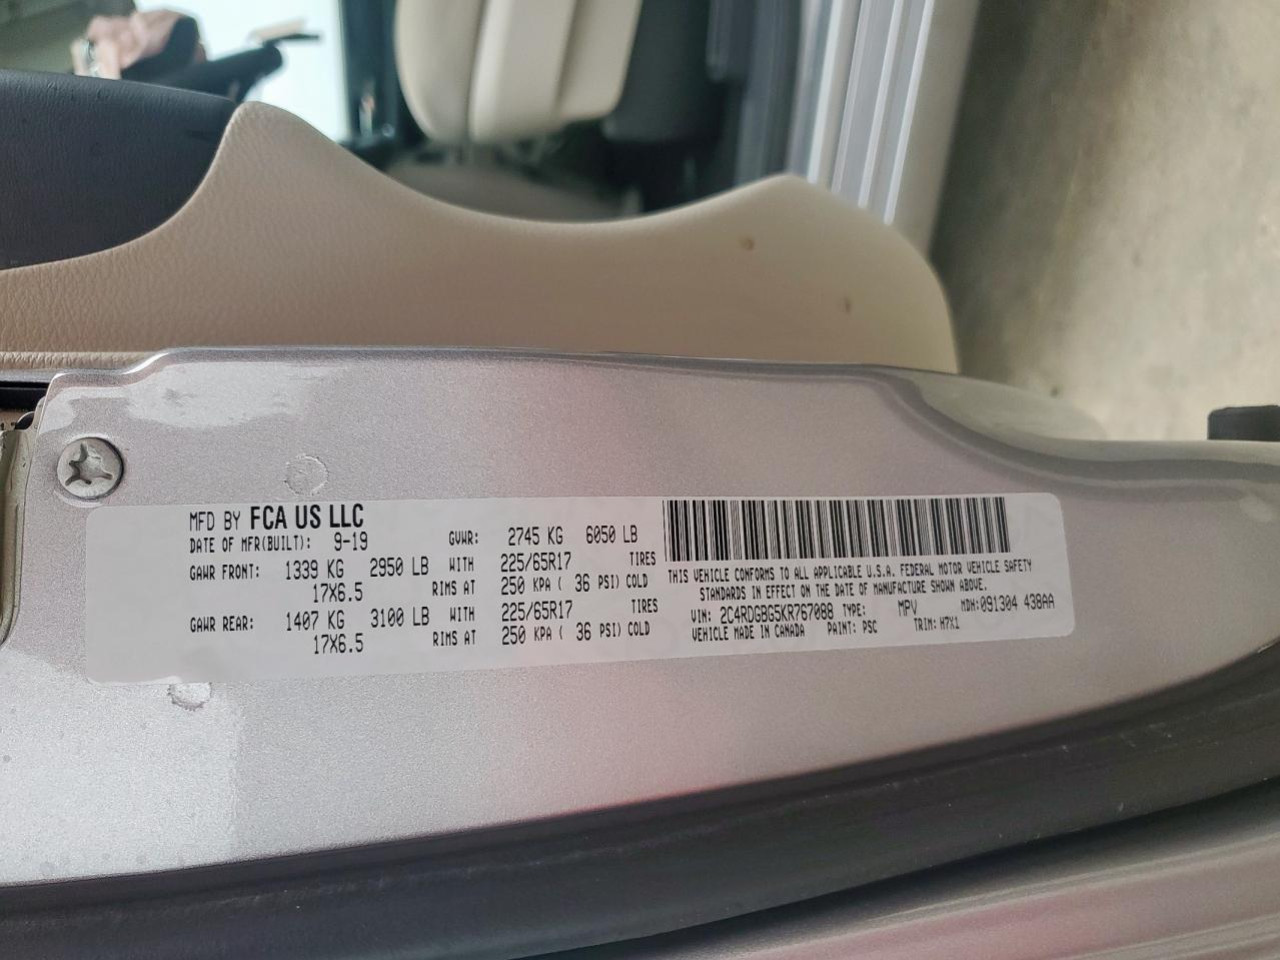 MFD BY FCA US LLC
DATE OF MFR(BUILT): 9-19 GVWR: 2745 KG 6050 LB
GAWR FRONT: 1339 KG 2950 LB WITH 225/65R17 TIRES
17X6.5 RIMS AT 250 KPA ( 36 PSI) COLD
GAWR REAR: 1407 KG 3100 LB WITH 225/65R17 TIRES
17X6.5 RIMS AT 250 KPA ( 36 PSI) COLD
THIS VEHICLE CONFORMS TO ALL APPLICABLE U.S.A. FEDERAL MOTOR VEHICLE SAFETY
STANDARDS IN EFFECT ON THE DATE OF MANUFACTURE SHOWN ABOVE.
VIN: 2C4RDGBG5KR767088 TYPE: MPV MDH:091304 438AA
VEHICLE MADE IN CANADA PAINT: PSC TRIM: H7X1